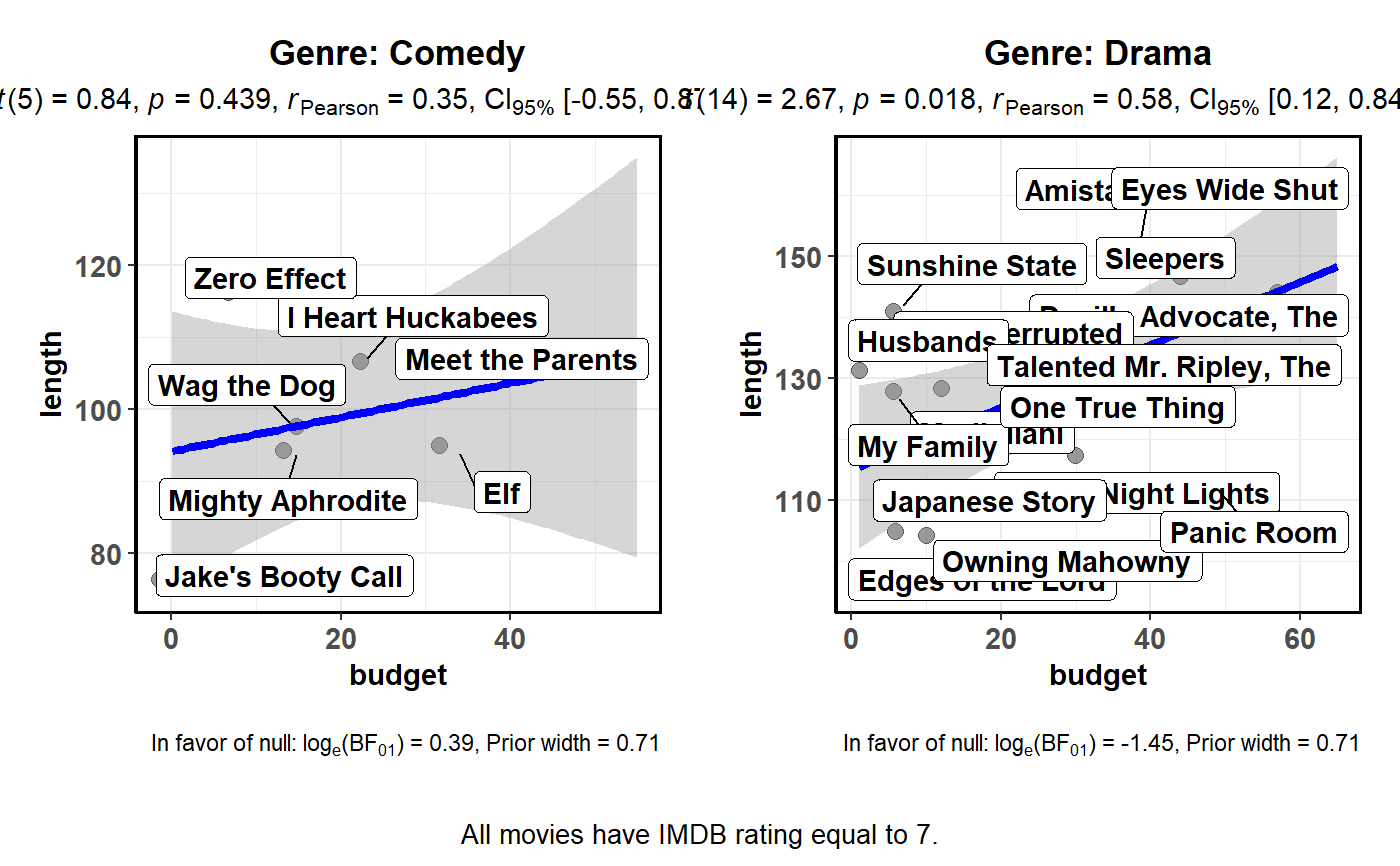 Genre: Comedy
t(5) = 0.84, p = 0.439, rPearson = 0.35, CI95% [-0.55, 0.8
120
100
80
length
Zero Effect
I Heart Huckabees
Meet the Parents
Wag the Dog
Mighty Aphrodite
Elf
Jake's Booty Call
0 20 40
budget
In favor of null: loge(BF01) = 0.39, Prior width = 0.71
Genre: Drama
(14) = 2.67, p = 0.018, rPearson = 0.58, CI95% [0.12, 0.84
150
130
110
length
Amista
Eyes Wide Shut
Sleepers
Sunshine State
Advocate, The
Husbands
errupted
Talented Mr. Ripley, The
One True Thing
My Family
Night Lights
Japanese Story
Panic Room
Owning Mahowny
Edges of the Lord
0 20 40 60
budget
In favor of null: loge(BF01) = -1.45, Prior width = 0.71
All movies have IMDB rating equal to 7.